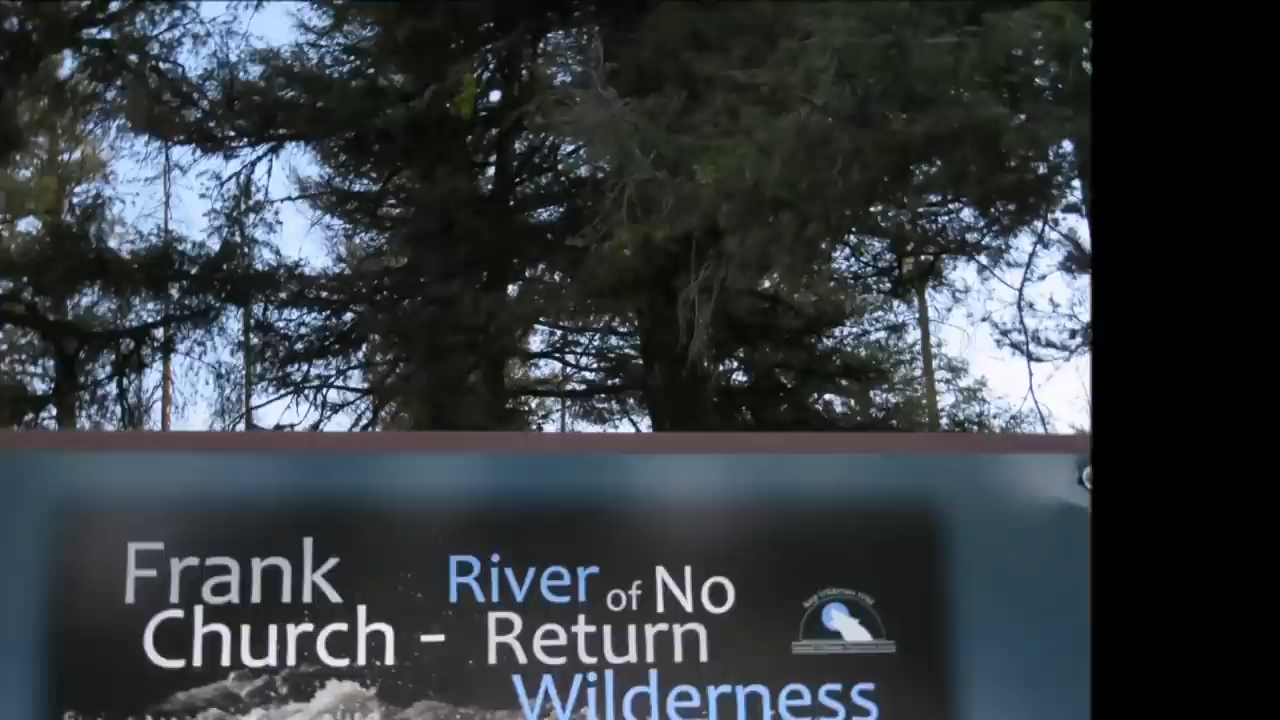 Frank
Church -
River of No
Return
Wilderness